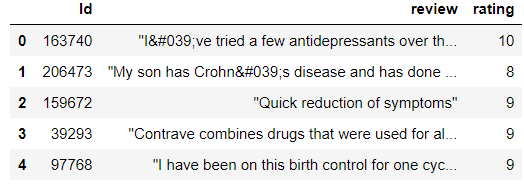 Id review rating
0 163740 "I&#039;ve tried a few antidepressants over th... 10
1 206473 "My son has Crohn&#039;s disease and has done ... 8
2 159672 "Quick reduction of symptoms" 9
3 39293 "Contrave combines drugs that were used for al... 9
4 97768 "I have been on this birth control for one cyc... 9